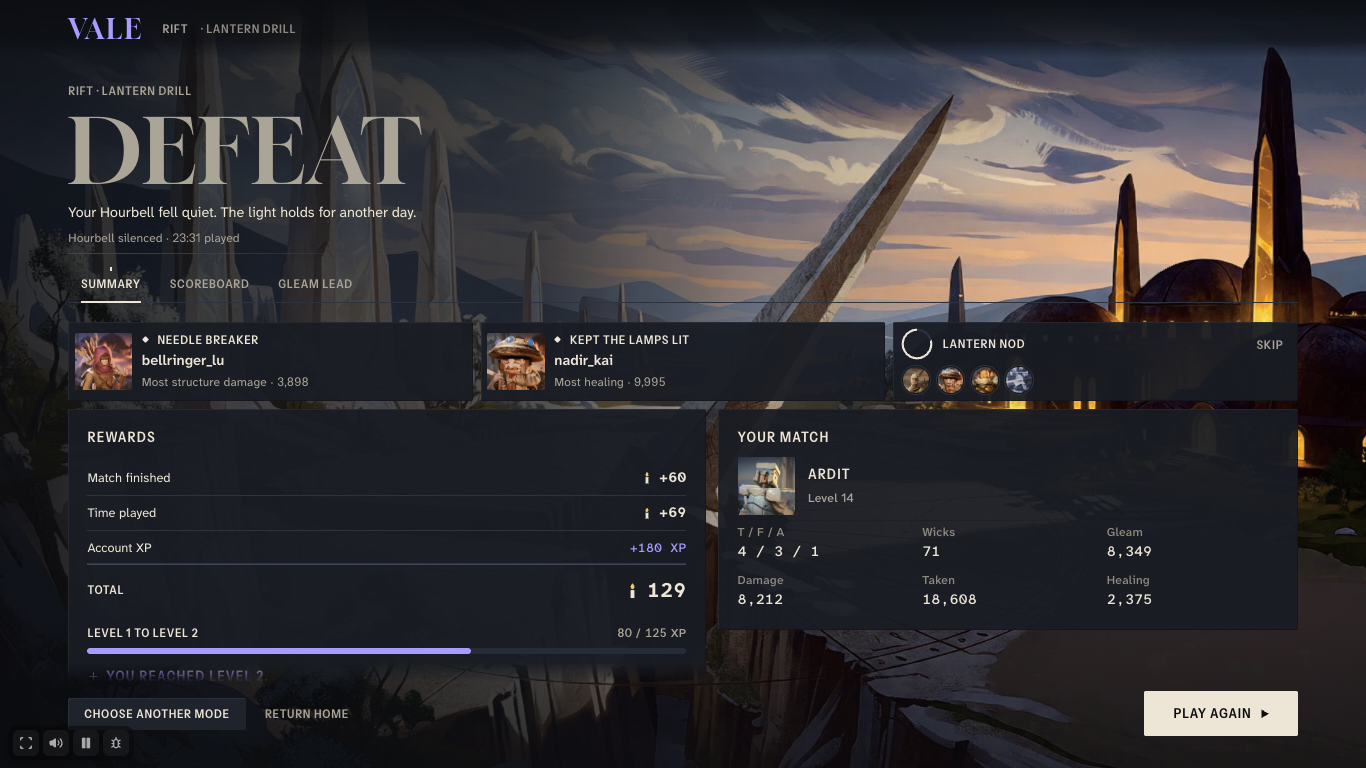 VALE RIFT · LANTERN DRILL
RIFT · LANTERN DRILL
DEFEAT
Your Hourbell fell quiet. The light holds for another day.
Hourbell silenced · 23:31 played
SUMMARY SCOREBOARD GLEAM LEAD
NEEDLE BREAKER
bellringer_lu
Most structure damage · 3,898
KEPT THE LAMPS LIT
nadir_kai
Most healing · 9,995
LANTERN NOD SKIP
REWARDS
Match finished +60
Time played +69
Account XP +180 XP
TOTAL 129
LEVEL 1 TO LEVEL 2 80 / 125 XP
+ YOU REACHED LEVEL 2
YOUR MATCH
ARDIT
Level 14
T / F / A Wicks Gleam
4 / 3 / 1 71 8,349
Damage Taken Healing
8,212 18,608 2,375
CHOOSE ANOTHER MODE RETURN HOME PLAY AGAIN